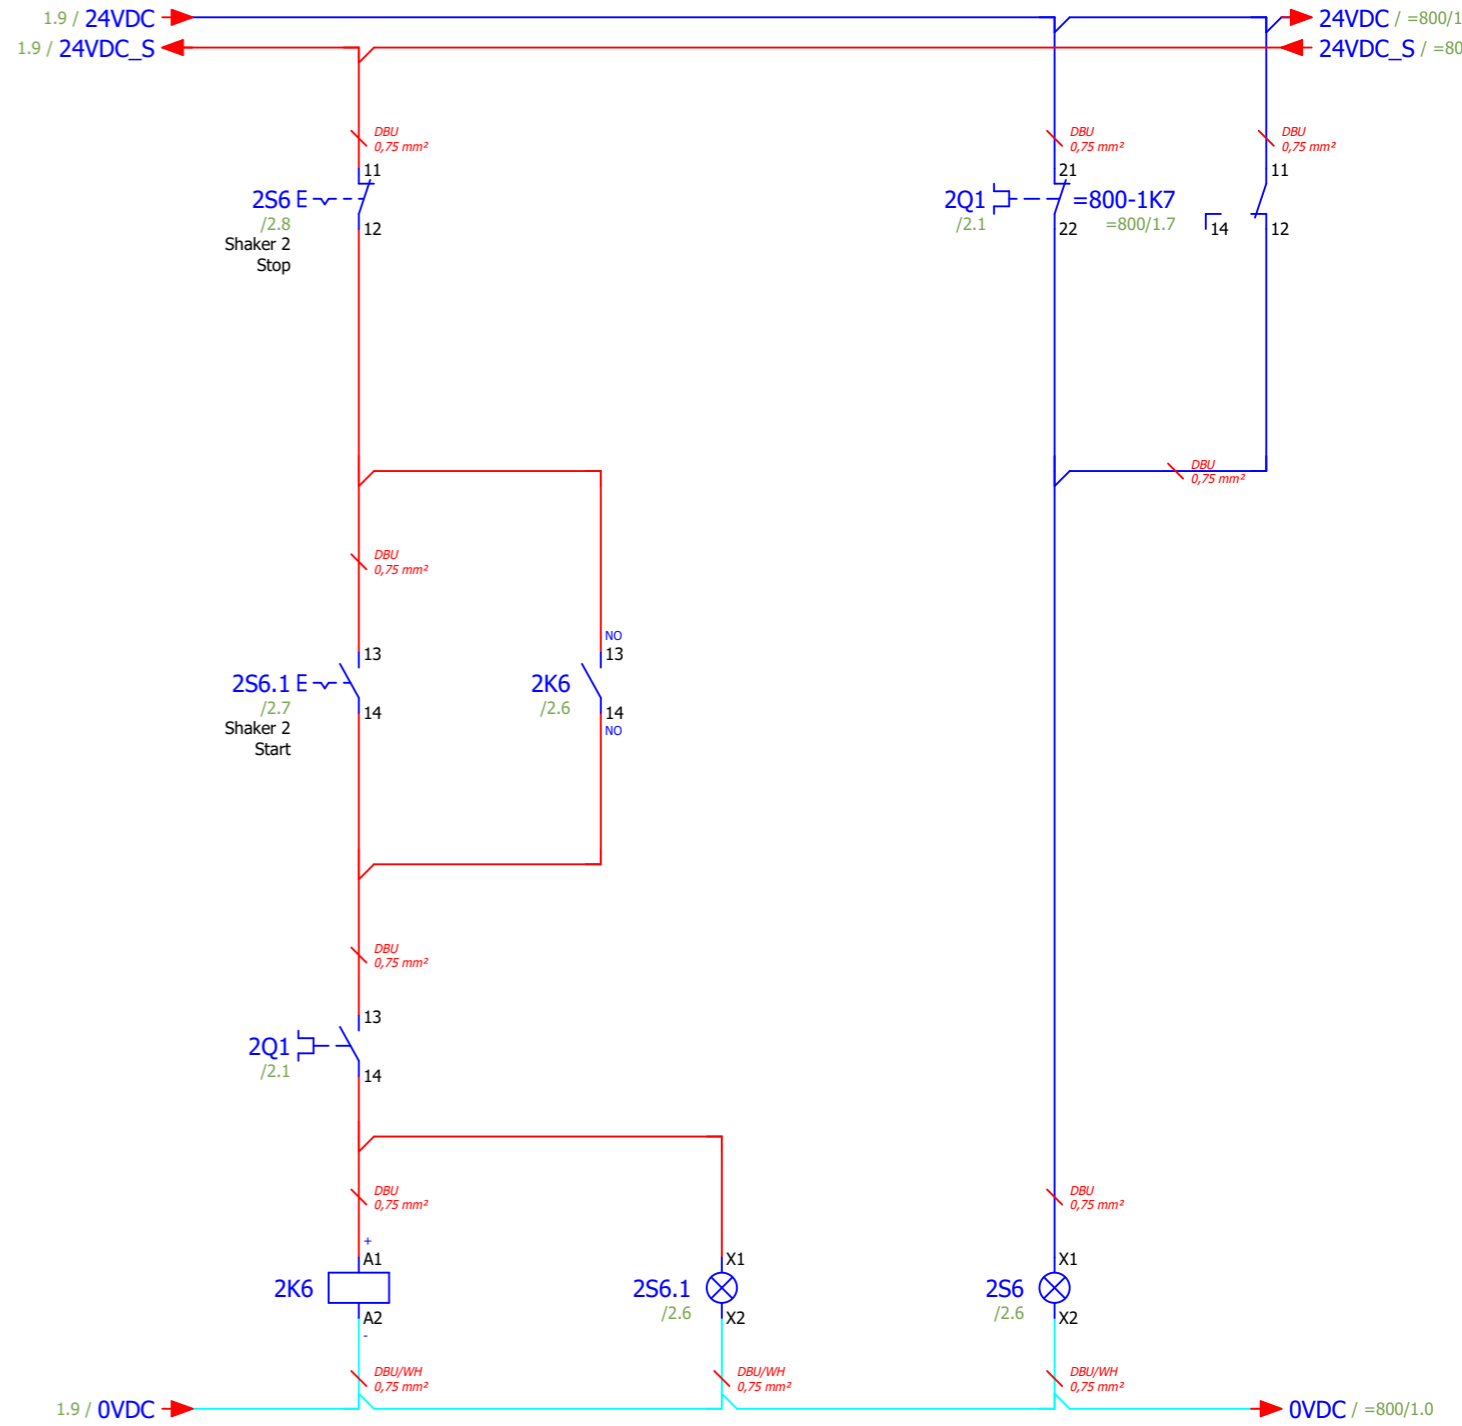 1.9 / 24VDC
24VDC / =800/1
1.9 / 24VDC_S
24VDC_S / =80
DBU
0,75 mm²
DBU
0,75 mm²
DBU
0,75 mm²
11
21
11
2S6
E
2Q1
=800-1K7
/2.8
/2.1
=800/1.7
12
22
14
12
Shaker 2
Stop
DBU
0,75 mm²
DBU
0,75 mm²
NO
13
13
2S6.1
E
2K6
/2.7
/2.6
14
14
Shaker 2
Start
NO
DBU
0,75 mm²
13
2Q1
/2.1
14
DBU
0,75 mm²
DBU
0,75 mm²
+
A1
X1
X1
2K6
2S6.1
2S6
/2.6
/2.6
A2
X2
X2
-
DBU/WH
0,75 mm²
DBU/WH
0,75 mm²
DBU/WH
0,75 mm²
1.9 / 0VDC
0VDC / =800/1.0